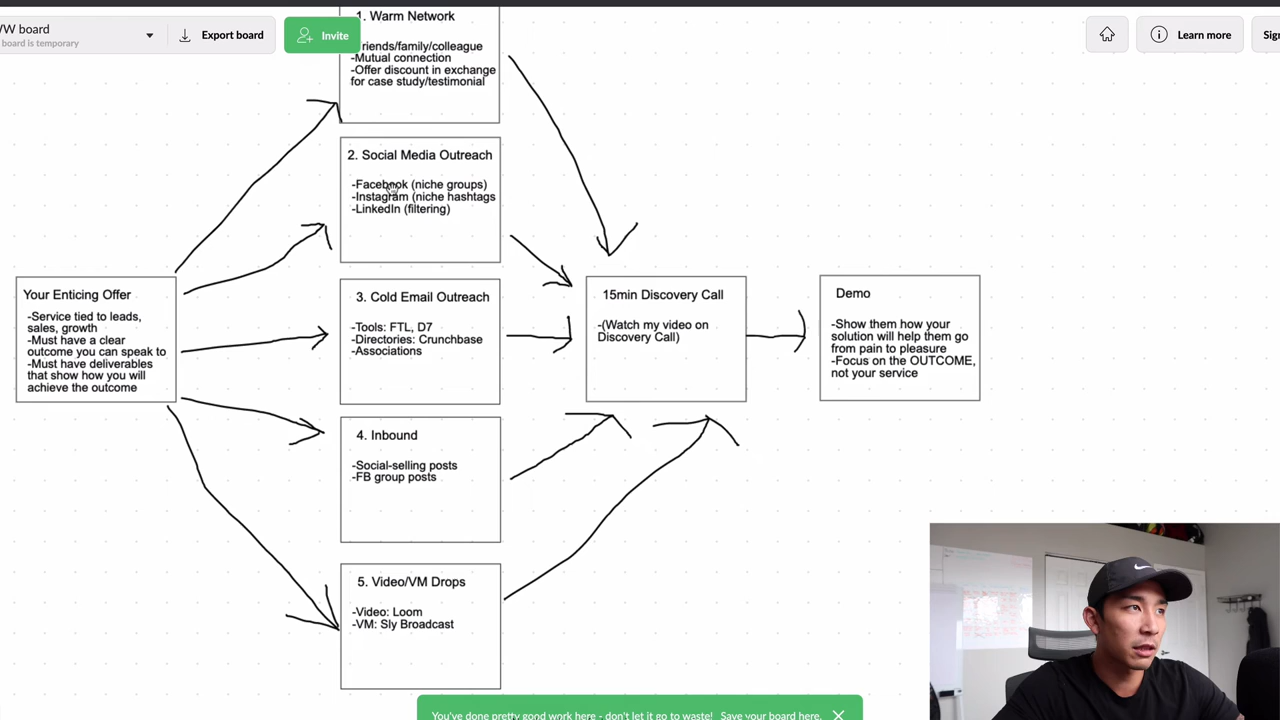 W board
board is temporary
Export board
Invite
Learn more
Sig
1. Warm Network
riends/family/colleague
-Mutual connection
-Offer discount in exchange
for case study/testimonial
2. Social Media Outreach
-Facebook (niche groups)
-Instagram (niche hashtags
-LinkedIn (filtering)
Your Enticing Offer
-Service tied to leads,
sales, growth
-Must have a clear
outcome you can speak to
-Must have deliverables
that show how you will
achieve the outcome
3. Cold Email Outreach
-Tools: FTL, D7
-Directories: Crunchbase
-Associations
15min Discovery Call
-(Watch my video on
Discovery Call)
Demo
-Show them how your
solution will help them go
from pain to pleasure
-Focus on the OUTCOME,
not your service
4. Inbound
-Social-selling posts
-FB group posts
5. Video/VM Drops
-Video: Loom
-VM: Sly Broadcast
You've done pretty good work here - don't let it go to waste! Save your board here.